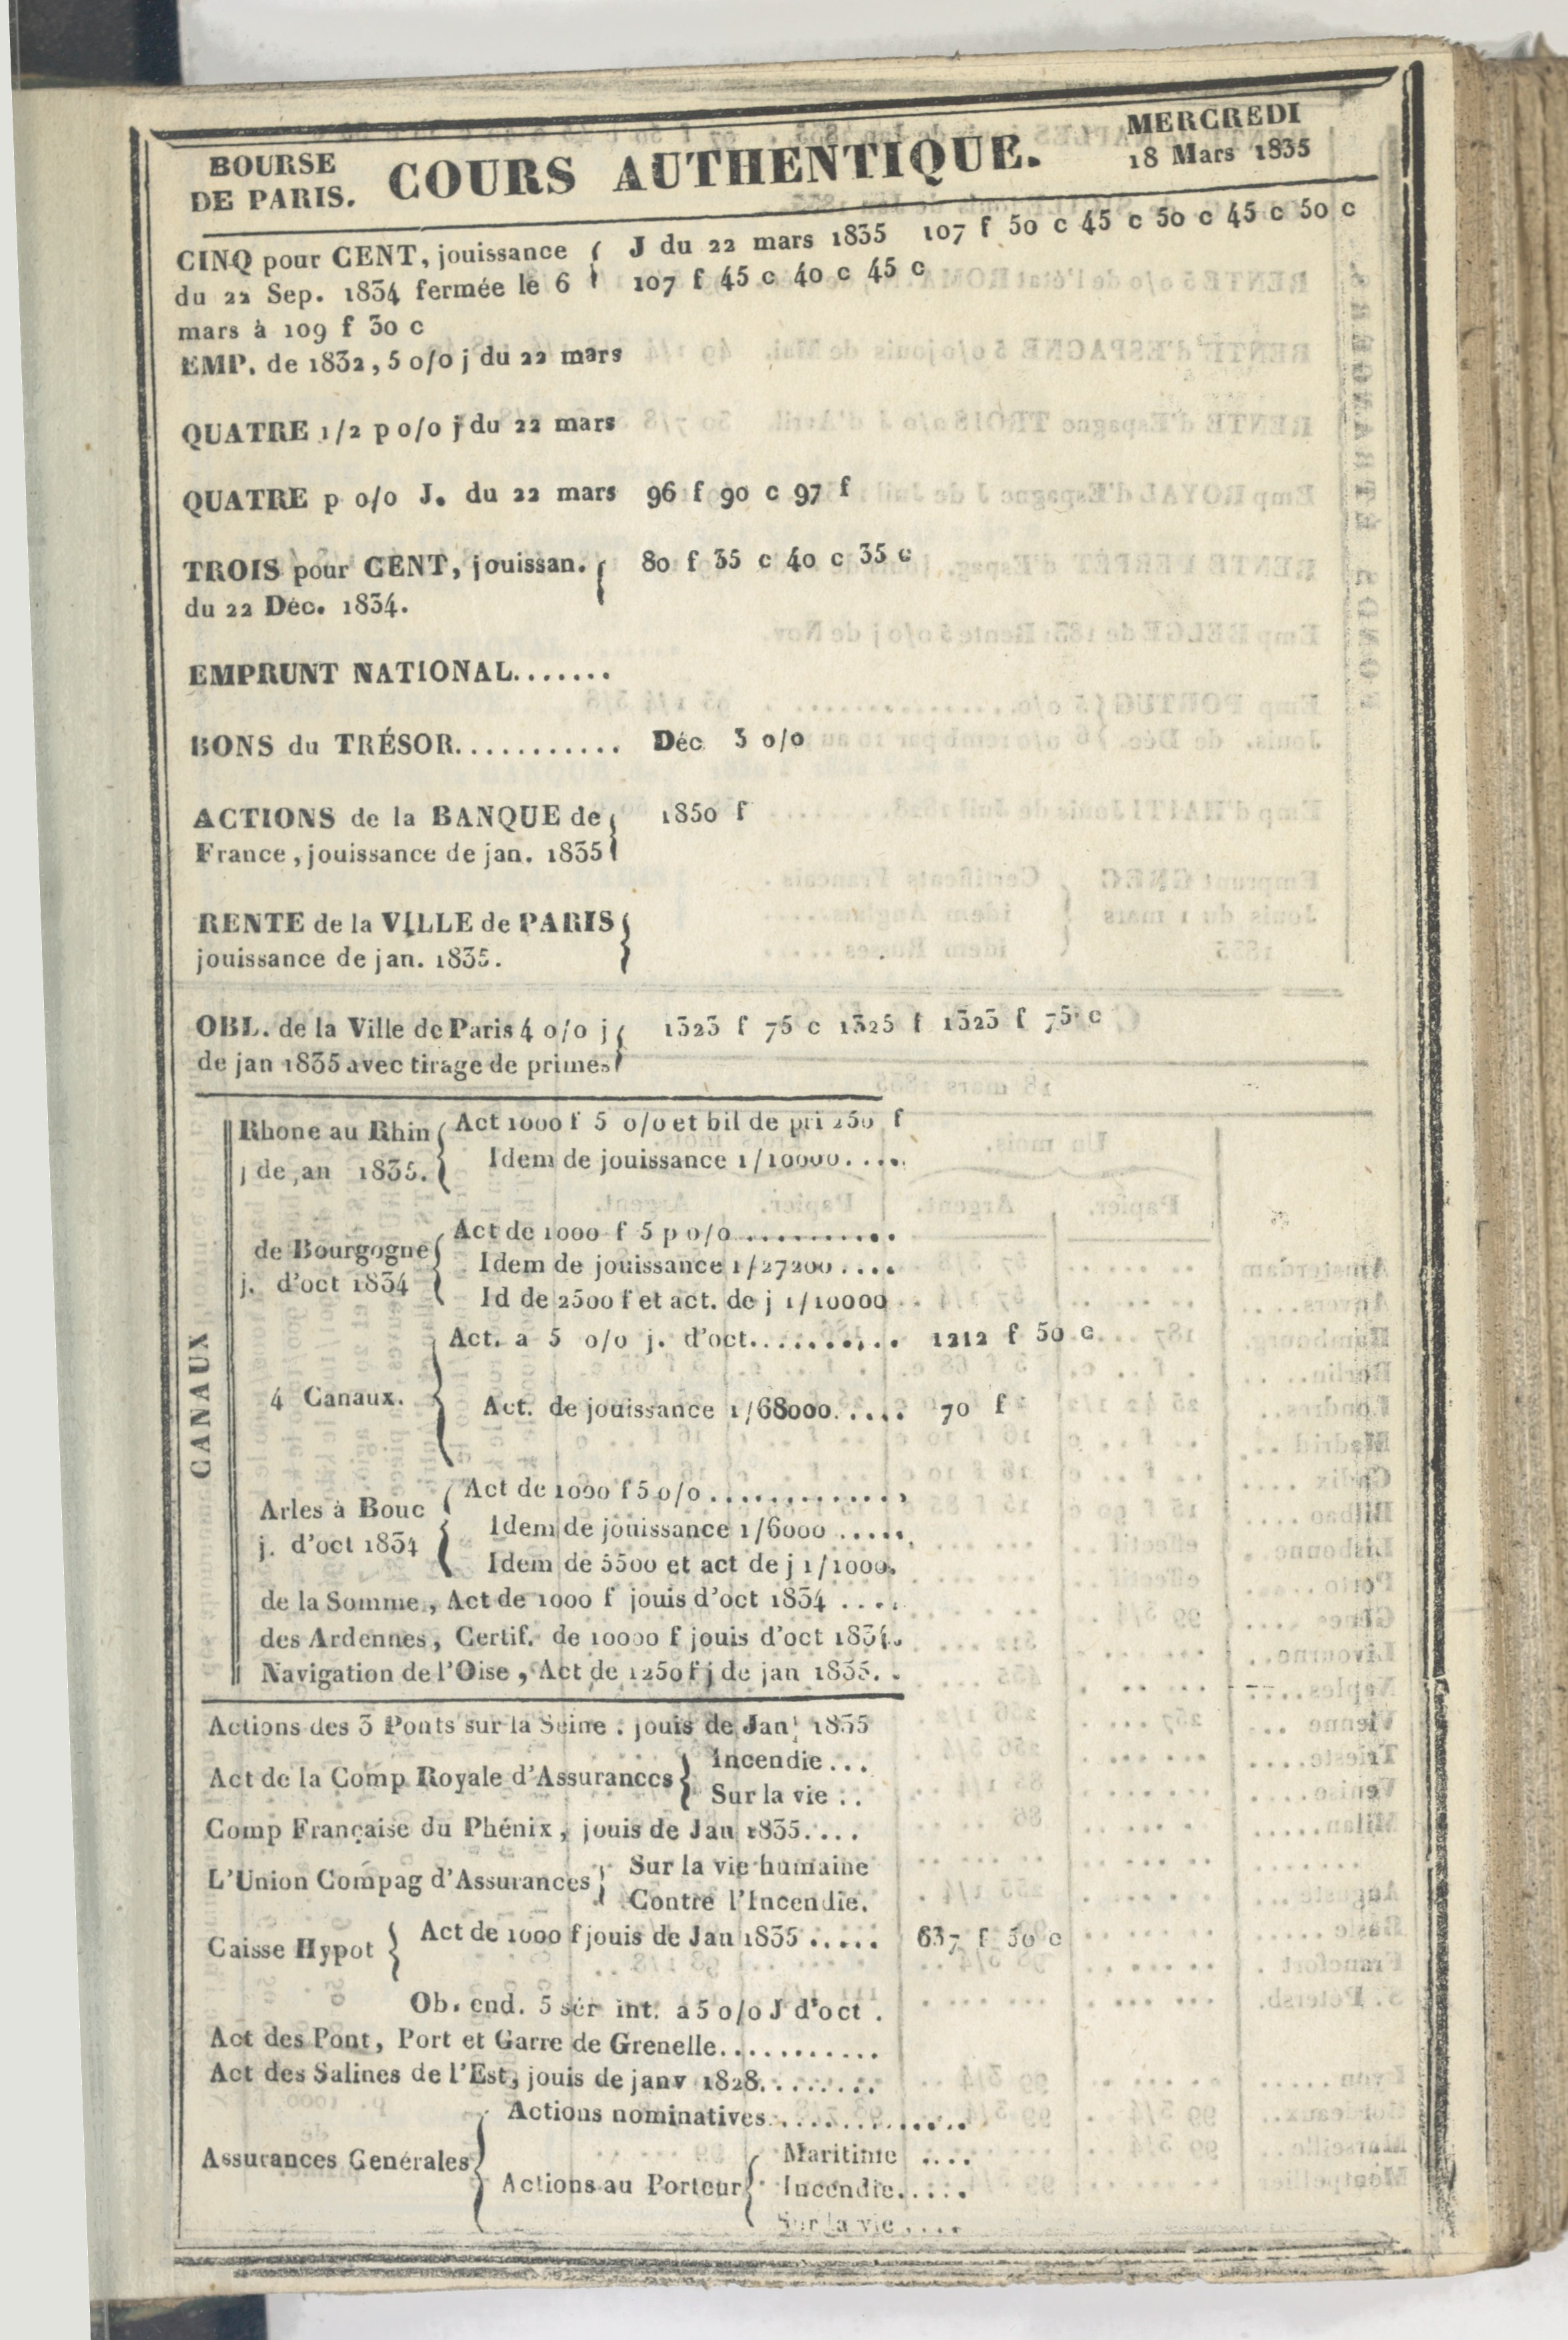 BOURSE
DE PARIS.
COURS AUTHENTIQUE.
MERCREDI
18 Mars 1835
CINQ pour CENT, jouissance { J du 22 mars 1835 107 f 50 c 45 c 50 c 45 c 50 c
du 22 Sep. 1834 fermée le 6 107 f 45 c 40 c 45 c
mars à 109 f 30 c
EMP. de 1832, 5 o/o j du 22 mars
QUATRE 1/2 p o/o j du 22 mars
QUATRE p o/o J. du 22 mars 96 f 90 c 97 f
TROIS pour CENT, jouissan. { 80 f 35 c 40 c 35 c
du 22 Déc. 1834.
EMPRUNT NATIONAL.......
BONS du TRÉSOR........... Déc 3 o/o
ACTIONS de la BANQUE de { 1850 f
France, jouissance de jan. 1835
RENTE de la VILLE de PARIS {
jouissance de jan. 1835.
OBL. de la Ville de Paris 4 o/o j { 1323 f 75 c 1325 f 1323 f 75 c
de jan 1835 avec tirage de primes
CANAUX
Rhone au Rhin { Act 1000 f 5 o/o et bil de pri 250 f
j de jan 1835. Idem de jouissance 1/10000.....
de Bourgogne { Act de 1000 f 5 p o/o...........
j. d'oct 1834 Idem de jouissance 1/27200....
Id de 2500 f et act. de j 1/10000
4 Canaux. { Act. a 5 o/o j. d'oct.......... 1212 f 50 c
Act. de jouissance 1/68000..... 70 f
Arles à Bouc { Act de 1000 f 5 o/o.............
j. d'oct 1834 { Idem de jouissance 1/6000.....
Idem de 5500 et act de j 1/1000.
de la Somme, Act de 1000 f jouis d'oct 1834....
des Ardennes, Certif. de 10000 f jouis d'oct 1834.
Navigation de l'Oise, Act de 1250 f j de jan 1835..
Actions des 3 Ponts sur la Seine. jouis de Jan 1835
Act de la Comp Royale d'Assurances { Incendie...
Sur la vie..
Comp Française du Phénix, jouis de Jan 1835....
L'Union Compag d'Assurances { Sur la vie humaine
Contre l'Incendie.
Caisse Hypot { Act de 1000 f jouis de Jan 1835..... 637 f 50 c
Ob. end. 5 sér int. a 5 o/o J d'oct.
Act des Pont, Port et Garre de Grenelle...........
Act des Salines de l'Est, jouis de janv 1828........
Assurances Genérales { Actions nominatives..............
Actions au Porteur { Maritime....
Incendie.....
Sur la vie....